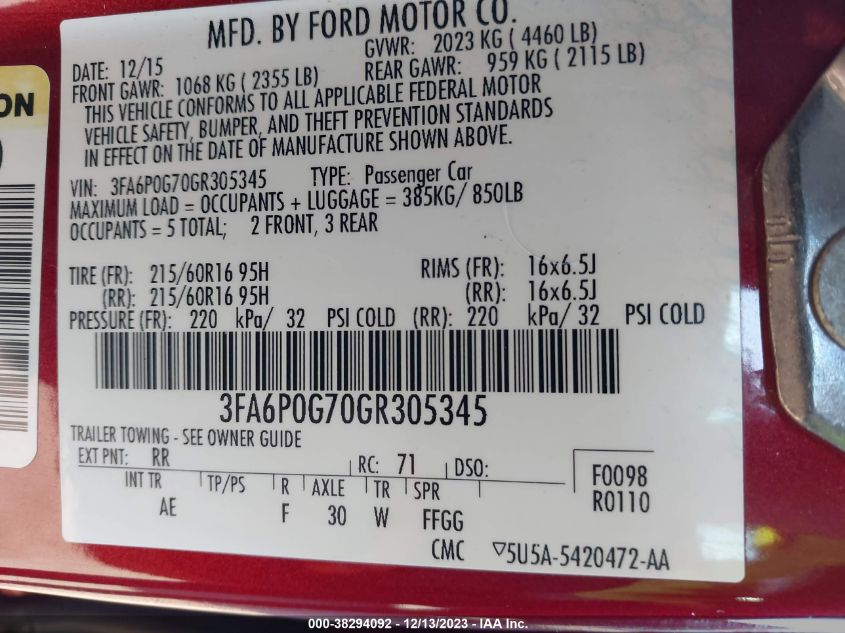 MFD. BY FORD MOTOR CO.
DATE: 12/15 GVWR: 2023 KG ( 4460 LB)
FRONT GAWR: 1068 KG ( 2355 LB) REAR GAWR: 959 KG ( 2115 LB)
THIS VEHICLE CONFORMS TO ALL APPLICABLE FEDERAL MOTOR
VEHICLE SAFETY, BUMPER, AND THEFT PREVENTION STANDARDS
IN EFFECT ON THE DATE OF MANUFACTURE SHOWN ABOVE.
VIN: 3FA6P0G70GR305345 TYPE: Passenger Car
MAXIMUM LOAD = OCCUPANTS + LUGGAGE = 385KG/ 850LB
OCCUPANTS = 5 TOTAL; 2 FRONT, 3 REAR
TIRE (FR): 215/60R16 95H RIMS (FR): 16x6.5J
(RR): 215/60R16 95H (RR): 16x6.5J
PRESSURE (FR): 220 kPa/ 32 PSI COLD (RR): 220 kPa/ 32 PSI COLD
3FA6P0G70GR305345
TRAILER TOWING - SEE OWNER GUIDE
EXT PNT: RR RC: 71 DSO: F0098
INT TR TP/PS R AXLE TR SPR R0110
AE F 30 W FFGG
CMC ▽5U5A-5420472-AA
ON
000-38294092 - 12/13/2023 - IAA Inc.